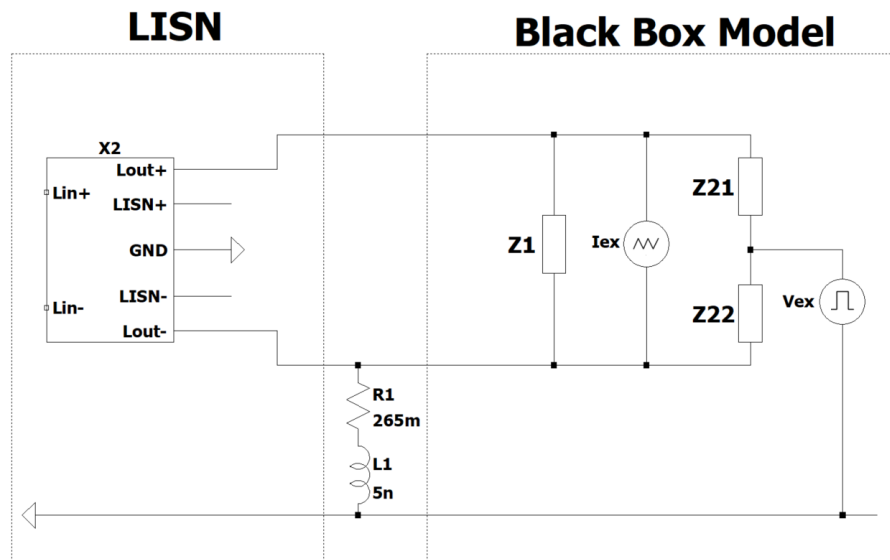 LISN
Black Box Model
X2
Lout+
Lin+
LISN+
GND
LISN-
Lin-
Lout-
R1
265m
L1
5n
Z1
Iex
Z21
Z22
Vex